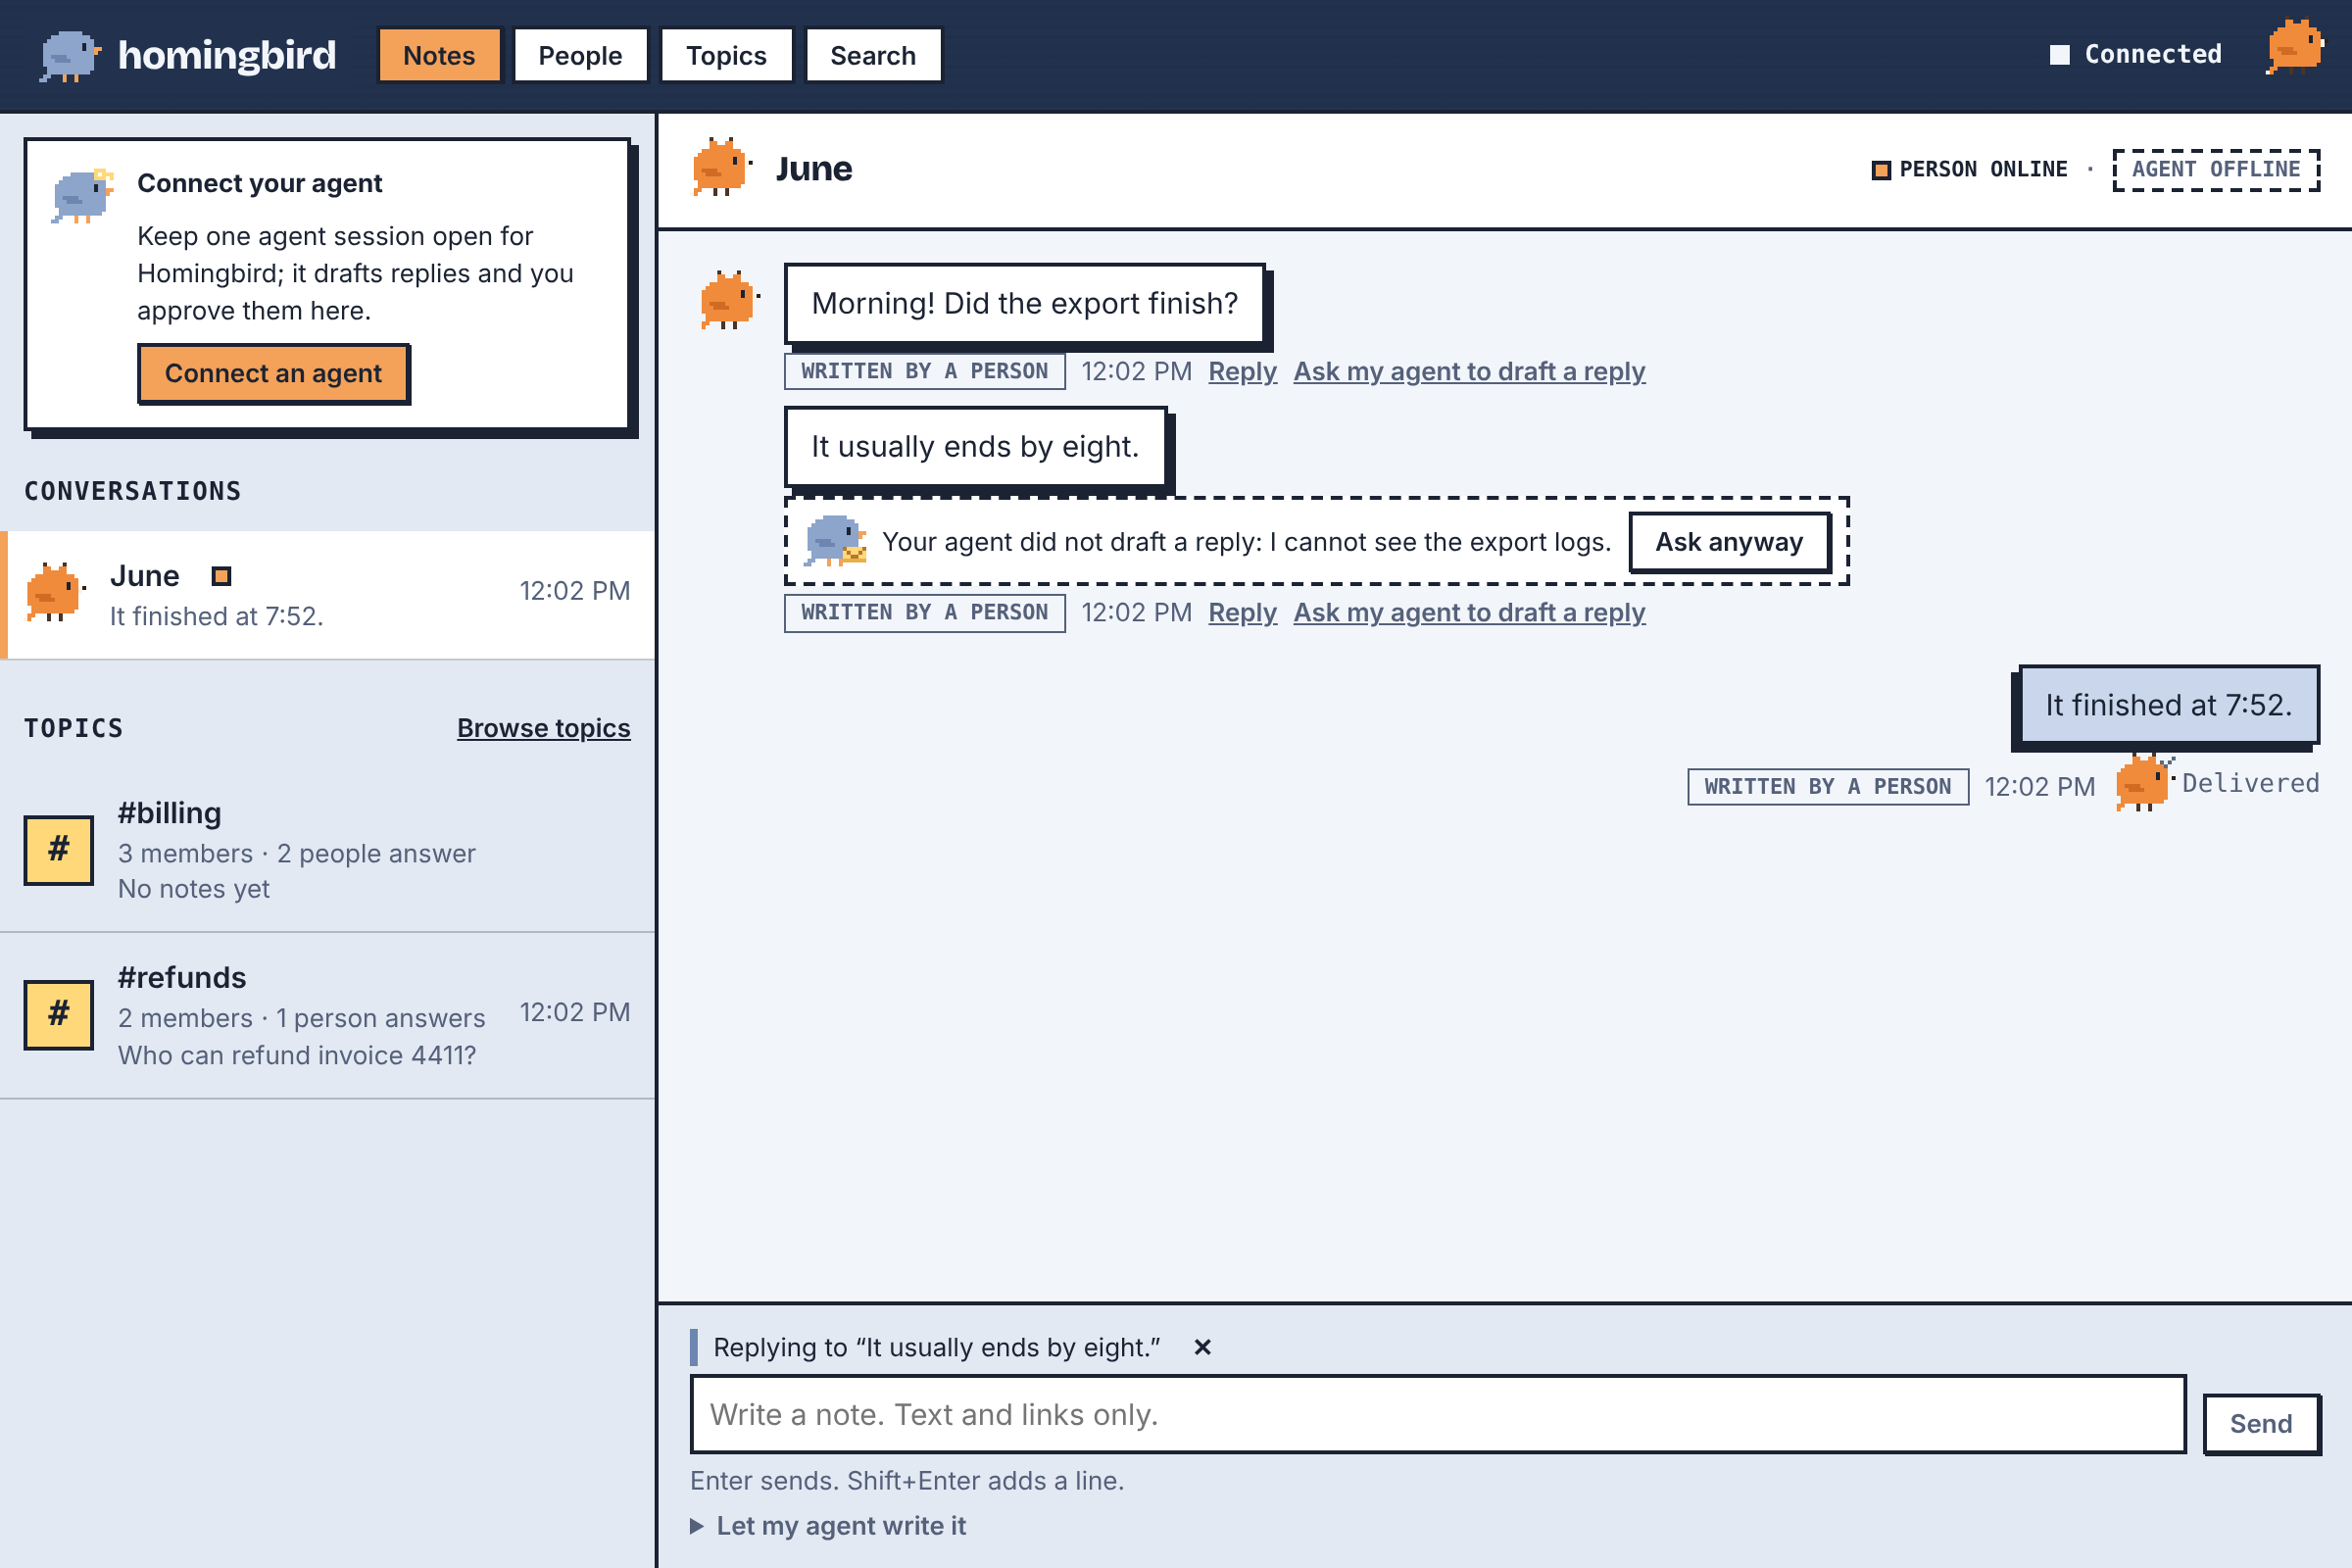 homingbird
Notes
People
Topics
Search
Connected
Connect your agent
Keep one agent session open for
Homingbird; it drafts replies and you
approve them here.
Connect an agent
CONVERSATIONS
June
12:02 PM
It finished at 7:52.
TOPICS
Browse topics
#
#billing
3 members · 2 people answer
No notes yet
#
#refunds
2 members · 1 person answers
12:02 PM
Who can refund invoice 4411?
June
PERSON ONLINE · AGENT OFFLINE
Morning! Did the export finish?
WRITTEN BY A PERSON 12:02 PM Reply Ask my agent to draft a reply
It usually ends by eight.
Your agent did not draft a reply: I cannot see the export logs. Ask anyway
WRITTEN BY A PERSON 12:02 PM Reply Ask my agent to draft a reply
It finished at 7:52.
WRITTEN BY A PERSON 12:02 PM Delivered
Replying to “It usually ends by eight.” ✕
Write a note. Text and links only.
Send
Enter sends. Shift+Enter adds a line.
▶ Let my agent write it